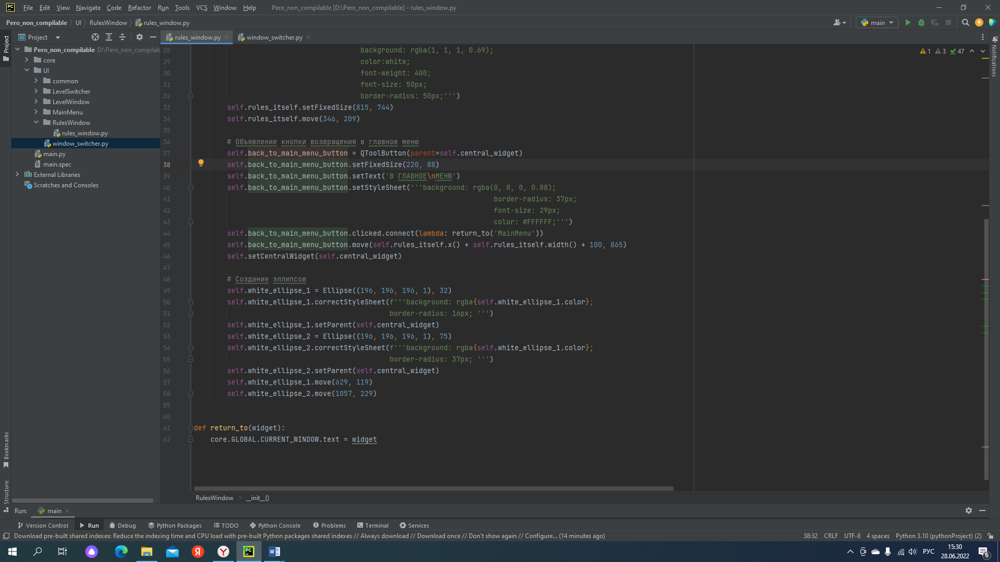 PC File Edit View Navigate Code Refactor Run Tools VCS Window Help Pero_non_compilable [D:\Pero_non_compilable] - rules_window.py
Pero_non_compilable UI RulesWindow rules_window.py main
Project rules_window.py window_switcher.py
Project
Notifications
Bookmarks
Structure
Pero_non_compilable D:\Pero_non_compilab
core
UI
common
LevelSwitcher
LevelWindow
MainMenu
RulesWindow
rules_window.py
window_switcher.py
main.py
main.spec
External Libraries
Scratches and Consoles
1 3 47
28 background: rgba(1, 1, 1, 0.69);
29 color:white;
30 font-weight: 400;
31 font-size: 50px;
32 border-radius: 50px;''')
33 self.rules_itself.setFixedSize(815, 744)
34 self.rules_itself.move(346, 209)
35
36 # Объявление кнопки возвращения в главное меню
37 self.back_to_main_menu_button = QToolButton(parent=self.central_widget)
38 self.back_to_main_menu_button.setFixedSize(220, 88)
39 self.back_to_main_menu_button.setText('В ГЛАВНОЕ\nМЕНЮ')
40 self.back_to_main_menu_button.setStyleSheet('''background: rgba(0, 0, 0, 0.88);
41 border-radius: 37px;
42 font-size: 29px;
43 color: #FFFFFF;''')
44 self.back_to_main_menu_button.clicked.connect(lambda: return_to('MainMenu'))
45 self.back_to_main_menu_button.move(self.rules_itself.x() + self.rules_itself.width() + 100, 865)
46 self.setCentralWidget(self.central_widget)
47
48 # Создание эллипсов
49 self.white_ellipse_1 = Ellipse((196, 196, 196, 1), 32)
50 self.white_ellipse_1.correctStyleSheet(f'''background: rgba{self.white_ellipse_1.color};
51 border-radius: 16px; ''')
52 self.white_ellipse_1.setParent(self.central_widget)
53 self.white_ellipse_2 = Ellipse((196, 196, 196, 1), 75)
54 self.white_ellipse_2.correctStyleSheet(f'''background: rgba{self.white_ellipse_1.color};
55 border-radius: 37px; ''')
56 self.white_ellipse_2.setParent(self.central_widget)
57 self.white_ellipse_1.move(629, 119)
58 self.white_ellipse_2.move(1057, 229)
59
60
61 def return_to(widget):
62 core.GLOBAL.CURRENT_WINDOW.text = widget
RulesWindow __init__()
Run: main
Version Control Run Debug Python Packages TODO Python Console Problems Terminal Services
Download pre-built shared indexes: Reduce the indexing time and CPU load with pre-built Python packages shared indexes // Always download // Download once // Don't show again // Configure... (14 minutes ago) 38:32 CRLF UTF-8 4 spaces Python 3.10 (pythonProject) (2)
Я Y PC W РУС 15:30
28.06.2022 6